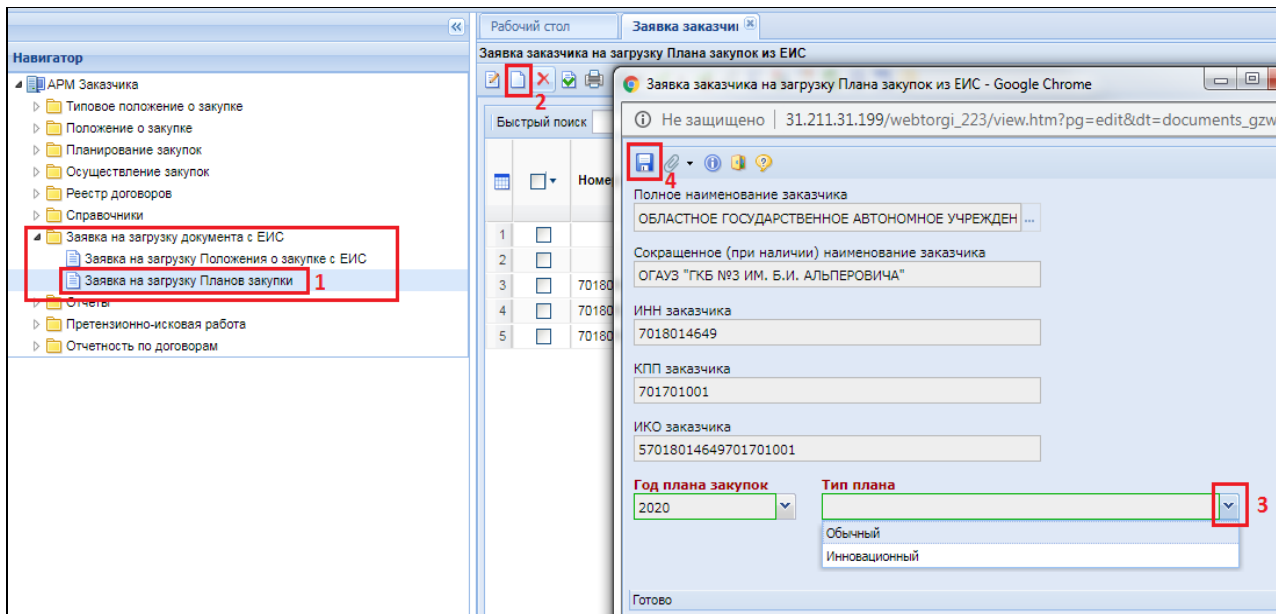 Навигатор
АРМ Заказчика
Типовое положение о закупке
Положение о закупке
Планирование закупок
Осуществление закупок
Реестр договоров
Справочники
Заявка на загрузку документа с ЕИС
Заявка на загрузку Положения о закупке с ЕИС
Заявка на загрузку Планов закупки 1
Отчеты
Претензионно-исковая работа
Отчетность по договорам
Рабочий стол Заявка заказчи
Заявка заказчика на загрузку Плана закупок из ЕИС
2
Быстрый поиск
Номе
1
2
3 70180
4 70180
5 70180
Заявка заказчика на загрузку Плана закупок из ЕИС - Google Chrome
Не защищено | 31.211.31.199/webtorgi_223/view.htm?pg=edit&dt=documents_gzw
4
Полное наименование заказчика
ОБЛАСТНОЕ ГОСУДАРСТВЕННОЕ АВТОНОМНОЕ УЧРЕЖДЕН ...
Сокращенное (при наличии) наименование заказчика
ОГАУЗ "ГКБ №3 ИМ. Б.И. АЛЬПЕРОВИЧА"
ИНН заказчика
7018014649
КПП заказчика
701701001
ИКО заказчика
57018014649701701001
Год плана закупок Тип плана
2020 3
Обычный
Инновационный
Готово